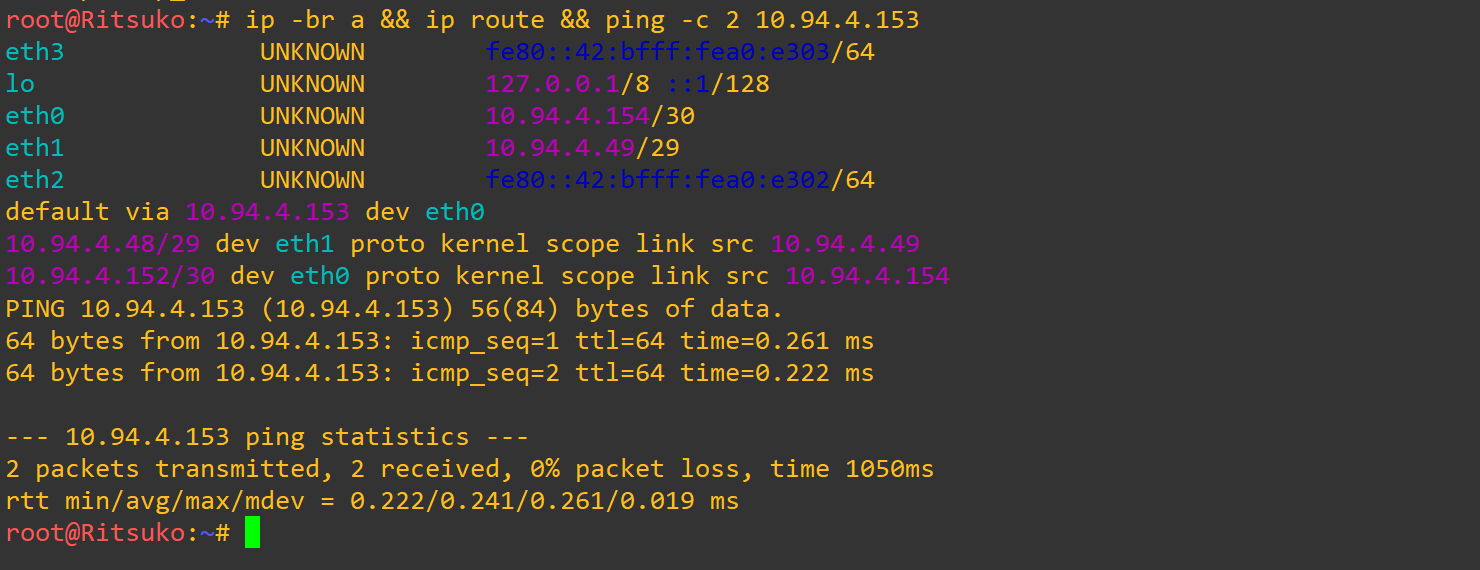 root@Ritsuko:~# ip -br a && ip route && ping -c 2 10.94.4.153
eth3             UNKNOWN        fe80::42:bfff:fea0:e303/64
lo               UNKNOWN        127.0.0.1/8 ::1/128
eth0             UNKNOWN        10.94.4.154/30
eth1             UNKNOWN        10.94.4.49/29
eth2             UNKNOWN        fe80::42:bfff:fea0:e302/64
default via 10.94.4.153 dev eth0
10.94.4.48/29 dev eth1 proto kernel scope link src 10.94.4.49
10.94.4.152/30 dev eth0 proto kernel scope link src 10.94.4.154
PING 10.94.4.153 (10.94.4.153) 56(84) bytes of data.
64 bytes from 10.94.4.153: icmp_seq=1 ttl=64 time=0.261 ms
64 bytes from 10.94.4.153: icmp_seq=2 ttl=64 time=0.222 ms

--- 10.94.4.153 ping statistics ---
2 packets transmitted, 2 received, 0% packet loss, time 1050ms
rtt min/avg/max/mdev = 0.222/0.241/0.261/0.019 ms
root@Ritsuko:~#